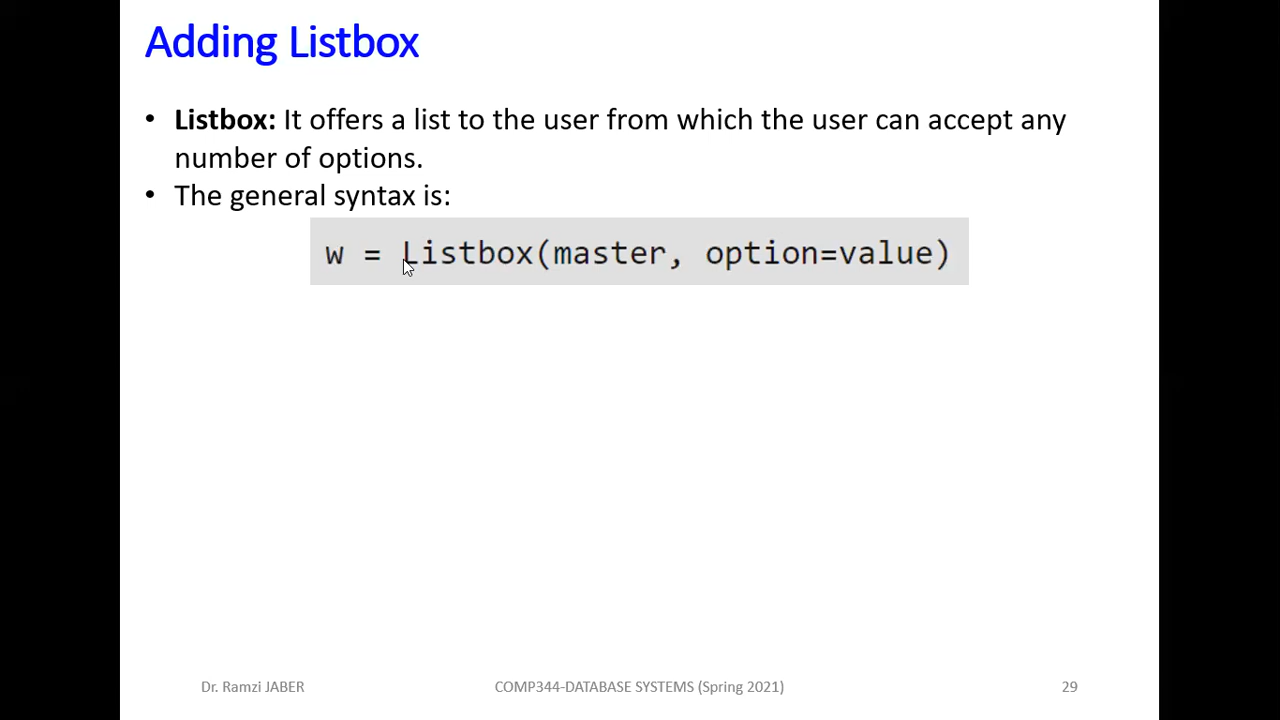 Adding Listbox
• Listbox: It offers a list to the user from which the user can accept any
number of options.
• The general syntax is:
w = Listbox(master, option=value)
Dr. Ramzi JABER COMP344-DATABASE SYSTEMS (Spring 2021) 29